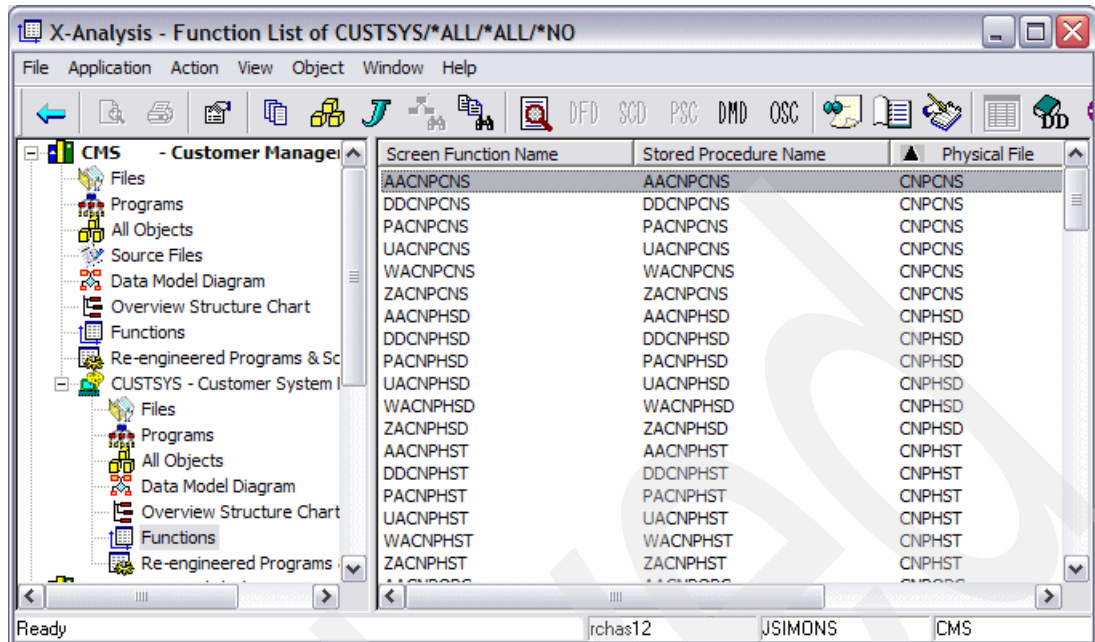 X-Analysis - Function List of CUSTSYS/*ALL/*ALL/*NO
File Application Action View Object Window Help
DFD SCD PSC DMD OSC
CMS - Customer Manager
Files
Programs
All Objects
Source Files
Data Model Diagram
Overview Structure Chart
Functions
Re-engineered Programs & Sc
CUSTSYS - Customer System
Files
Programs
All Objects
Data Model Diagram
Overview Structure Chart
Functions
Re-engineered Programs
Screen Function Name Stored Procedure Name Physical File
AACNPCNS AACNPCNS CNPCNS
DDCNPCNS DDCNPCNS CNPCNS
PACNPCNS PACNPCNS CNPCNS
UACNPCNS UACNPCNS CNPCNS
WACNPCNS WACNPCNS CNPCNS
ZACNPCNS ZACNPCNS CNPCNS
AACNPHSD AACNPHSD CNPHSD
DDCNPHSD DDCNPHSD CNPHSD
PACNPHSD PACNPHSD CNPHSD
UACNPHSD UACNPHSD CNPHSD
WACNPHSD WACNPHSD CNPHSD
ZACNPHSD ZACNPHSD CNPHSD
AACNPHST AACNPHST CNPHST
DDCNPHST DDCNPHST CNPHST
PACNPHST PACNPHST CNPHST
UACNPHST UACNPHST CNPHST
WACNPHST WACNPHST CNPHST
ZACNPHST ZACNPHST CNPHST
Ready rchas12 JSIMONS CMS